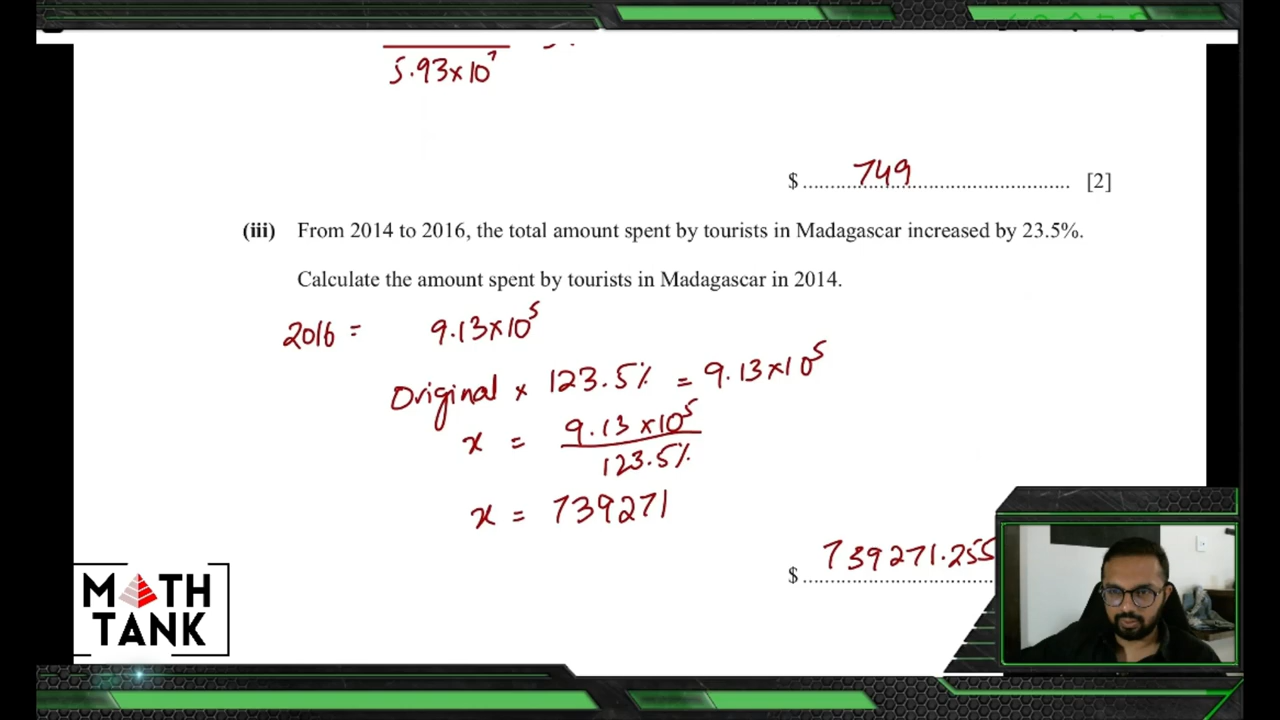 5.93×10⁷
$ 749 [2]
(iii) From 2014 to 2016, the total amount spent by tourists in Madagascar increased by 23.5%.
Calculate the amount spent by tourists in Madagascar in 2014.
2016 = 9.13×10⁵
Original × 123.5% = 9.13×10⁵
x = 9.13×10⁵
123.5%
x = 739271
$ 739271.255
MATH
TANK